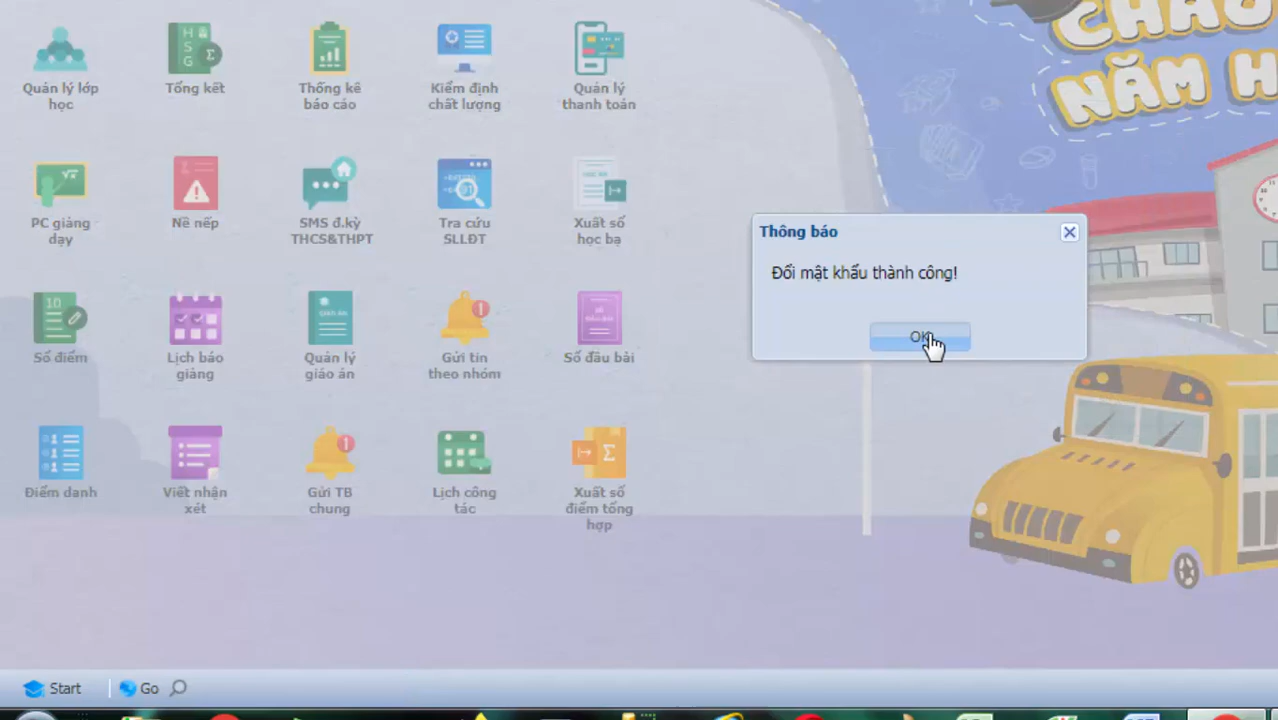 CHÀO
NĂM H
Quản lý lớp
học
Tổng kết
Thống kê
báo cáo
Kiểm định
chất lượng
Quản lý
thanh toán
PC giảng
dạy
Nề nếp
SMS đ.kỳ
THCS&THPT
Tra cứu
SLLĐT
Xuất sổ
học bạ
Thông báo
Đổi mật khẩu thành công!
OK
Sổ điểm
Lịch báo
giảng
Quản lý
giáo án
Gửi tin
theo nhóm
Sổ đầu bài
Điểm danh
Viết nhận
xét
Gửi TB
chung
Lịch công
tác
Xuất sổ
điểm tổng
hợp
Start
Go